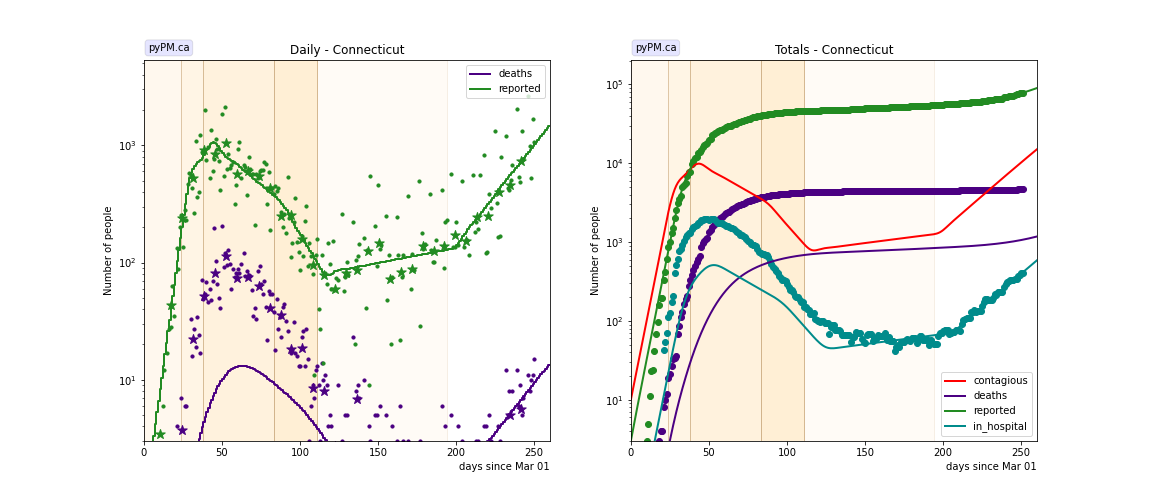 pyPM.ca
Daily - Connecticut
deaths
reported
Number of people
10³
10²
10¹
0
50
100
150
200
250
days since Mar 01
pyPM.ca
Totals - Connecticut
Number of people
10⁵
10⁴
10³
10²
10¹
contagious
deaths
reported
in_hospital
0
50
100
150
200
250
days since Mar 01